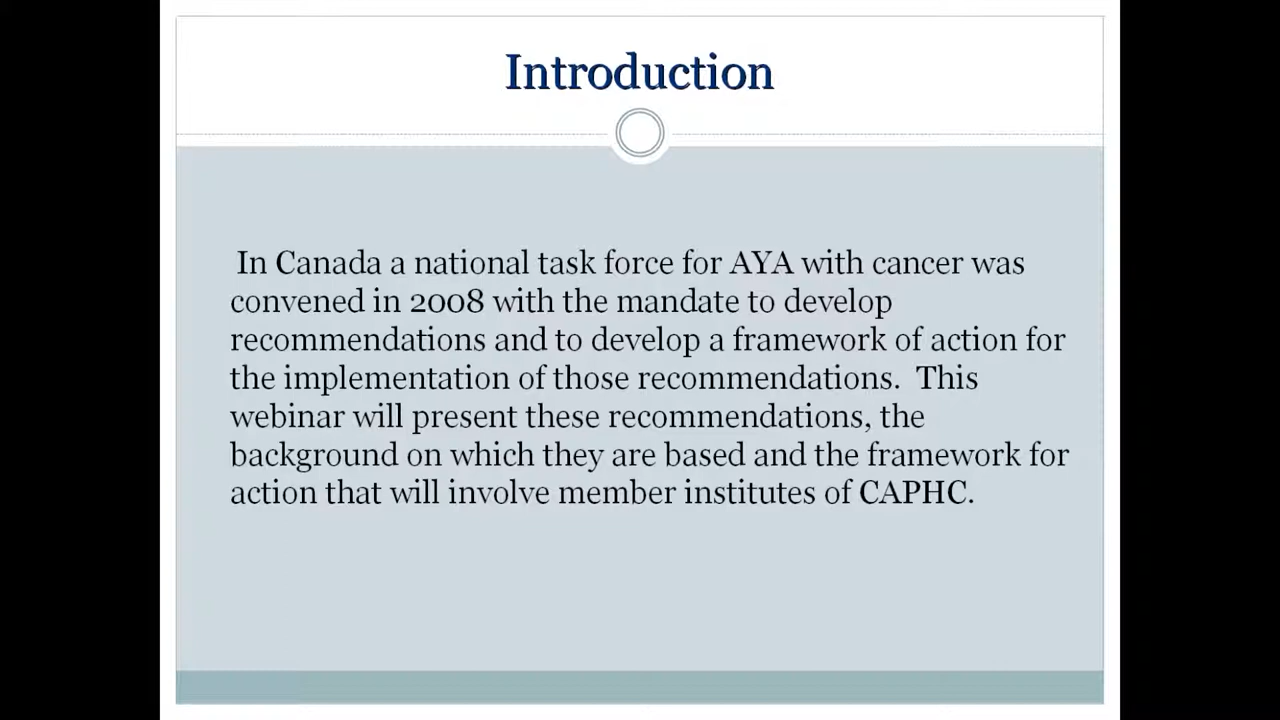 Introduction
In Canada a national task force for AYA with cancer was
convened in 2008 with the mandate to develop
recommendations and to develop a framework of action for
the implementation of those recommendations.  This
webinar will present these recommendations, the
background on which they are based and the framework for
action that will involve member institutes of CAPHC.